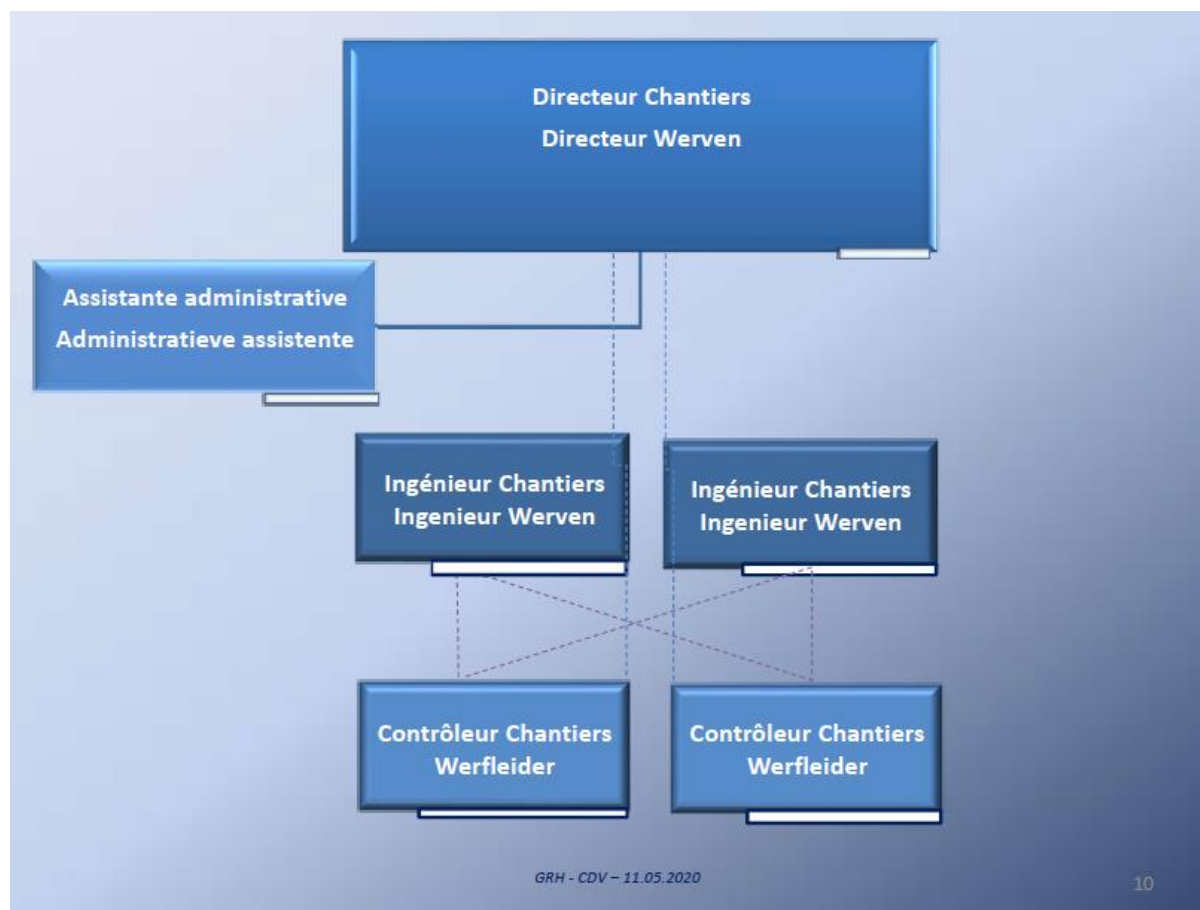 Directeur Chantiers
Directeur Werven
Assistante administrative
Administratieve assistente
Ingénieur Chantiers
Ingenieur Werven
Ingénieur Chantiers
Ingenieur Werven
Contrôleur Chantiers
Werfleider
Contrôleur Chantiers
Werfleider
GRH - CDV – 11.05.2020
10